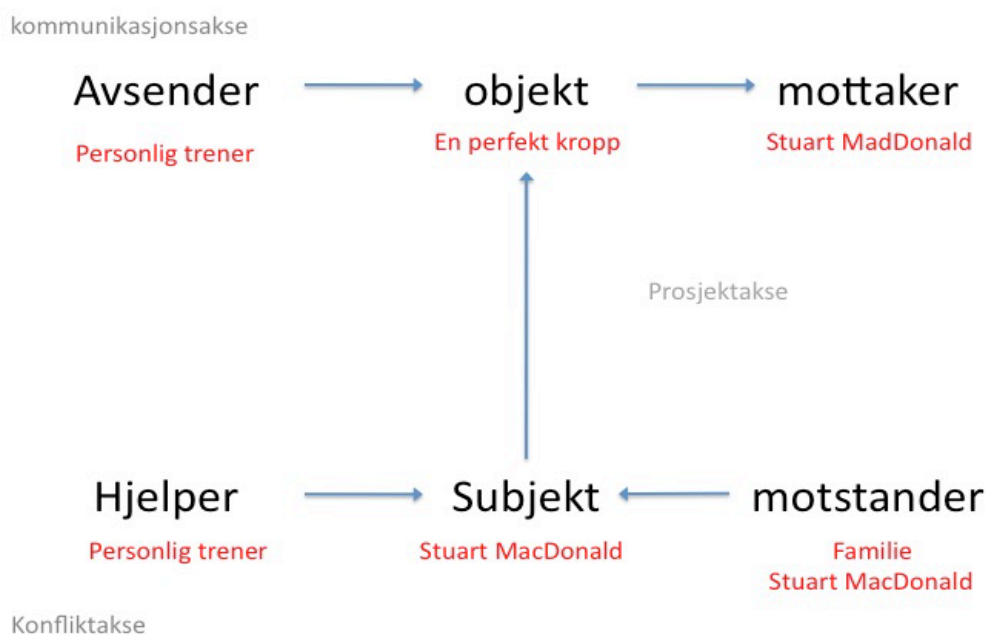 kommunikasjonsakse
Avsender objekt mottaker
Personlig trener En perfekt kropp Stuart MadDonald
Prosjektakse
Hjelper Subjekt motstander
Personlig trener Stuart MacDonald Familie
Stuart MacDonald
Konfliktakse